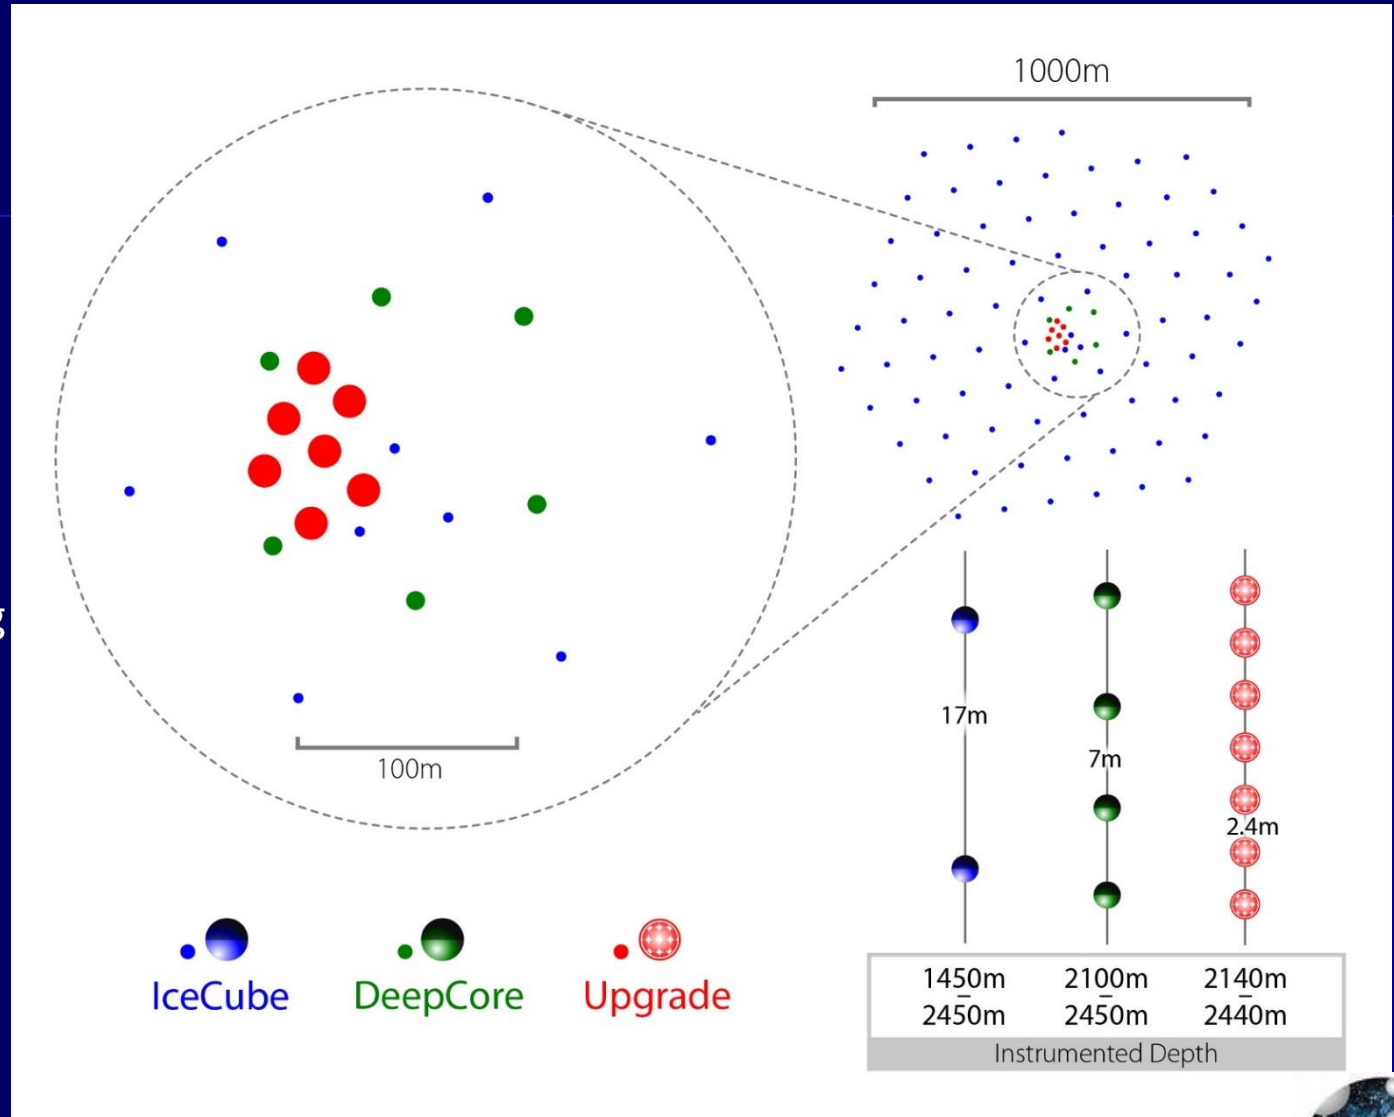 1000m
100m
17m
7m
2.4m
IceCube
DeepCore
Upgrade
1450m
–
2450m
2100m
–
2450m
2140m
–
2440m
Instrumented Depth